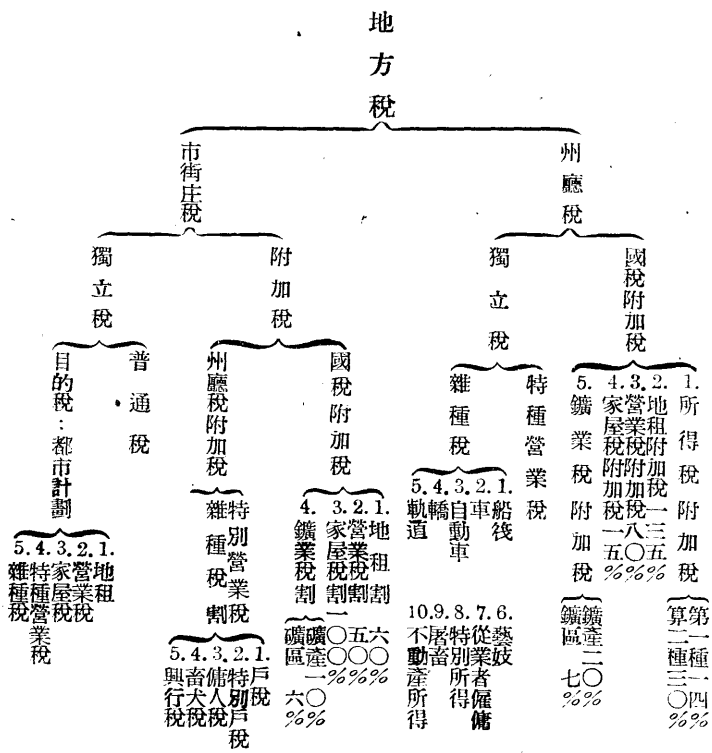 地方稅
州廳稅
國稅附加稅
1. 所得稅附加稅
第一種一四%
算二種三〇%
2. 地租附加稅一三五%
3. 營業稅附加稅八〇%
4. 家屋稅附加稅一五%
5. 鑛業稅附加稅
鑛產二〇%
鑛區七%
獨立稅
特種營業稅
雜種稅
1. 船筏
2. 車
3. 自動車
4. 轎
5. 軌道
6. 藝妓
7. 從業者僱傭
8. 特別所得
9. 屠畜
10. 不動產所得
市街庄稅
附加稅
國稅附加稅
1. 地租割六〇%
2. 營業稅割五〇%
3. 家屋稅割一〇〇%
4. 鑛業稅割
礦產一〇%
礦區六%
州廳稅附加稅
特別營業稅
雜種稅割
1. 戶稅
2. 特別戶稅
3. 傭人稅
4. 畜犬稅
5. 興行稅
獨立稅
普通稅
目的稅：都市計劃
1. 地租
2. 營業稅
3. 家屋稅
4. 特種營業稅
5. 雜種稅